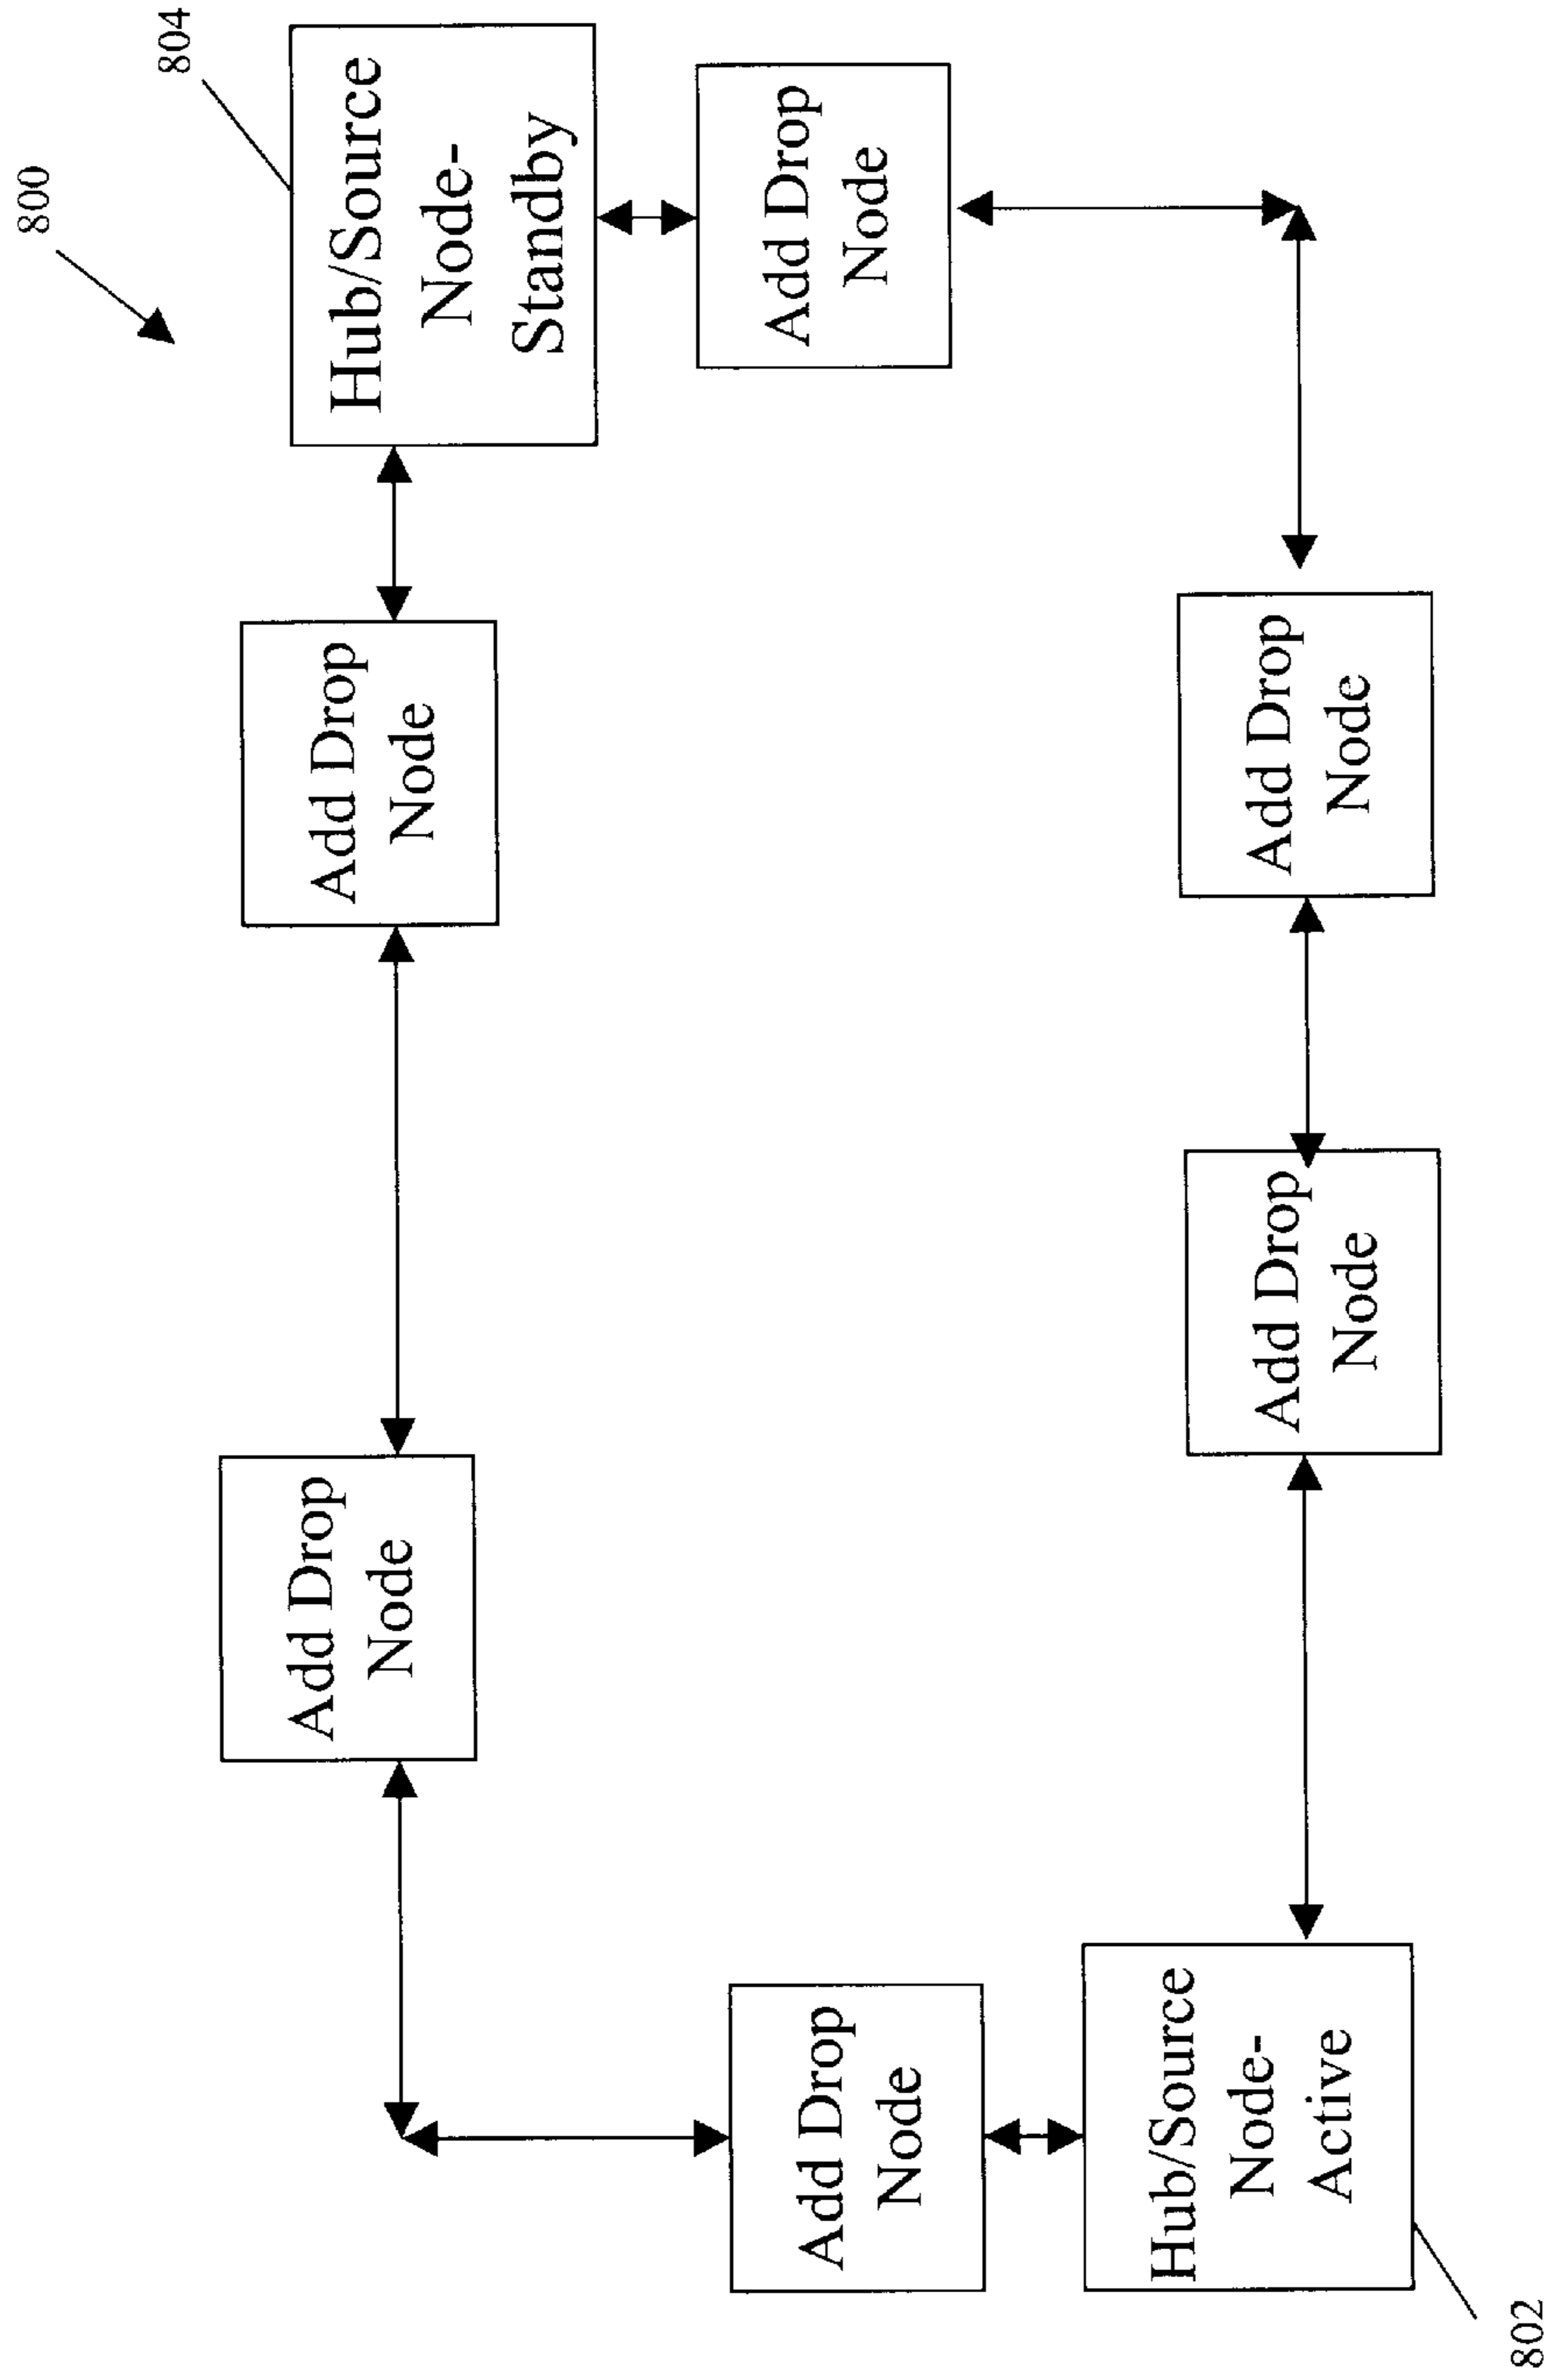 800
804
Hub/Source
Node-
Standby
Add Drop
Node
Add Drop
Node
Add Drop
Node
Add Drop
Node
Add Drop
Node
Add Drop
Node
Hub/Source
Node-
Active
802